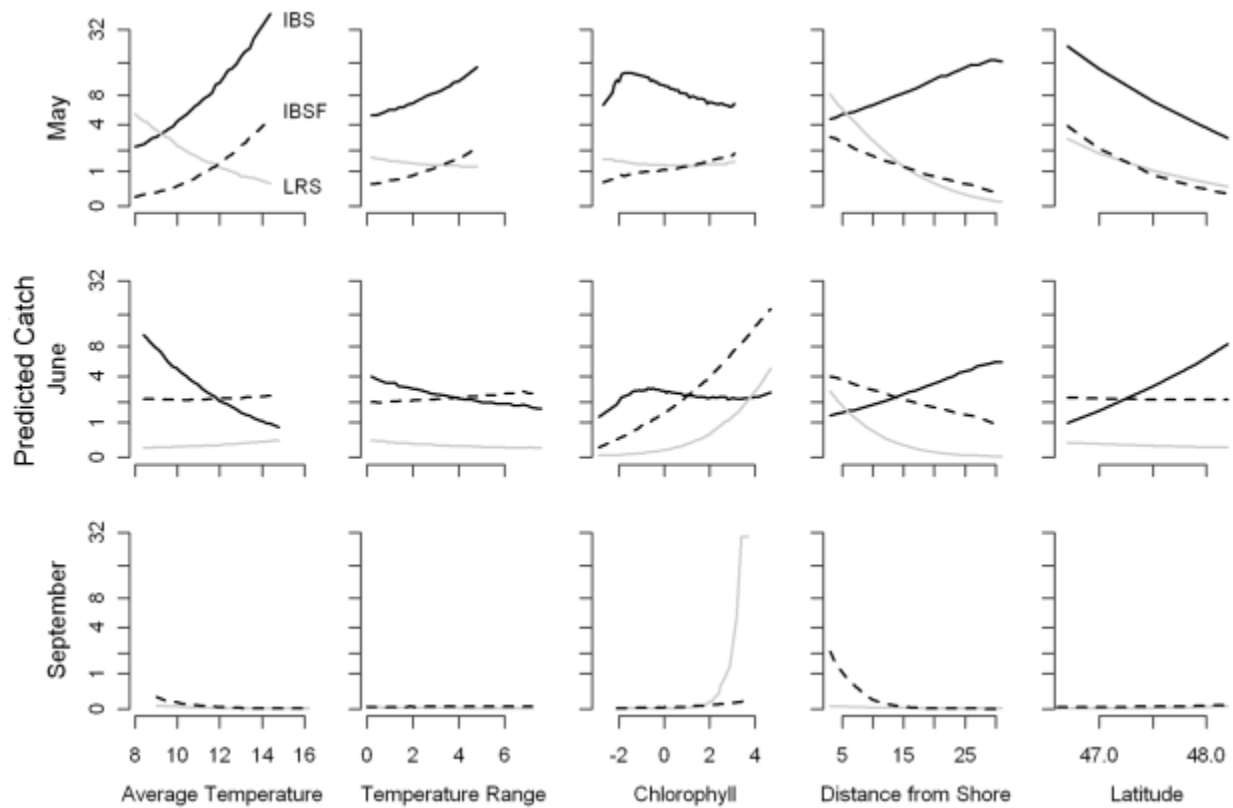 Predicted Catch
May
32
8
4
1
0
IBS
IBSF
LRS
June
32
8
4
1
0
September
32
8
4
1
0
8 10 12 14 16
0 2 4 6
-2 0 2 4
5 15 25
47.0 48.0
Average Temperature
Temperature Range
Chlorophyll
Distance from Shore
Latitude